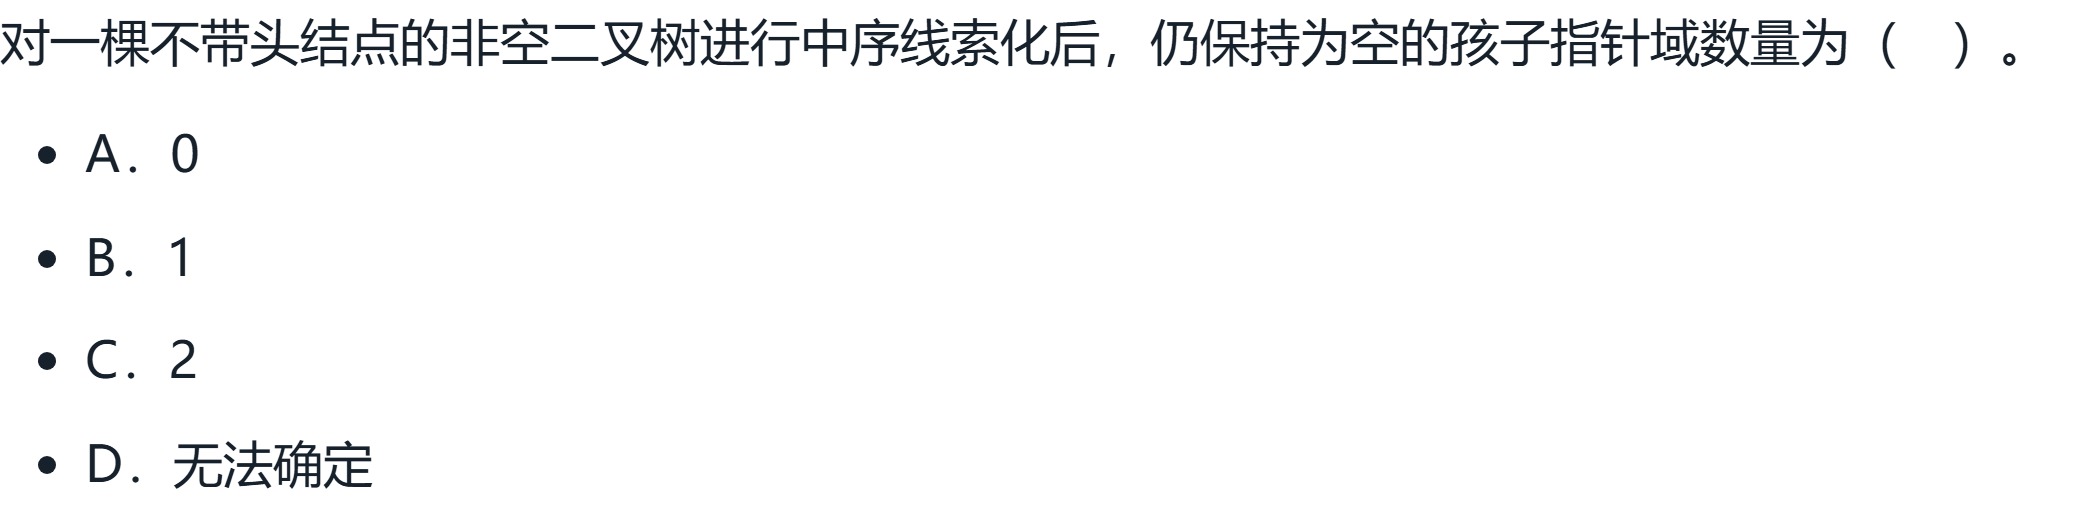 对一棵不带头结点的非空二叉树进行中序线索化后，仍保持为空的孩子指针域数量为（　）。
• A．0
• B．1
• C．2
• D．无法确定